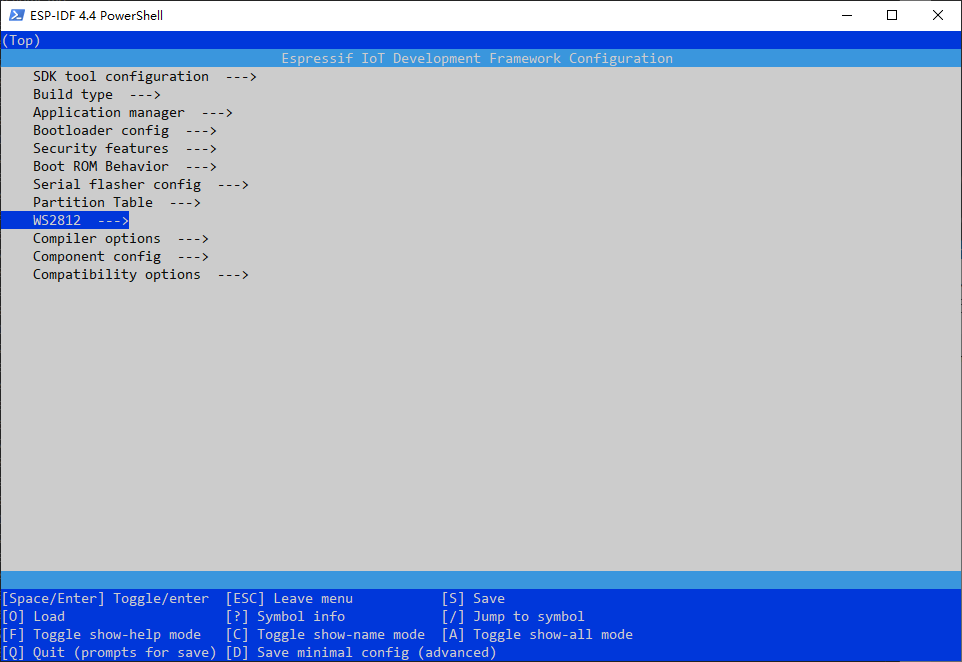 ESP-IDF 4.4 PowerShell
(Top)
Espressif IoT Development Framework Configuration
SDK tool configuration  --->
Build type  --->
Application manager  --->
Bootloader config  --->
Security features  --->
Boot ROM Behavior  --->
Serial flasher config  --->
Partition Table  --->
WS2812  --->
Compiler options  --->
Component config  --->
Compatibility options  --->
[Space/Enter] Toggle/enter  [ESC] Leave menu           [S] Save
[O] Load                    [?] Symbol info            [/] Jump to symbol
[F] Toggle show-help mode   [C] Toggle show-name mode  [A] Toggle show-all mode
[Q] Quit (prompts for save) [D] Save minimal config (advanced)